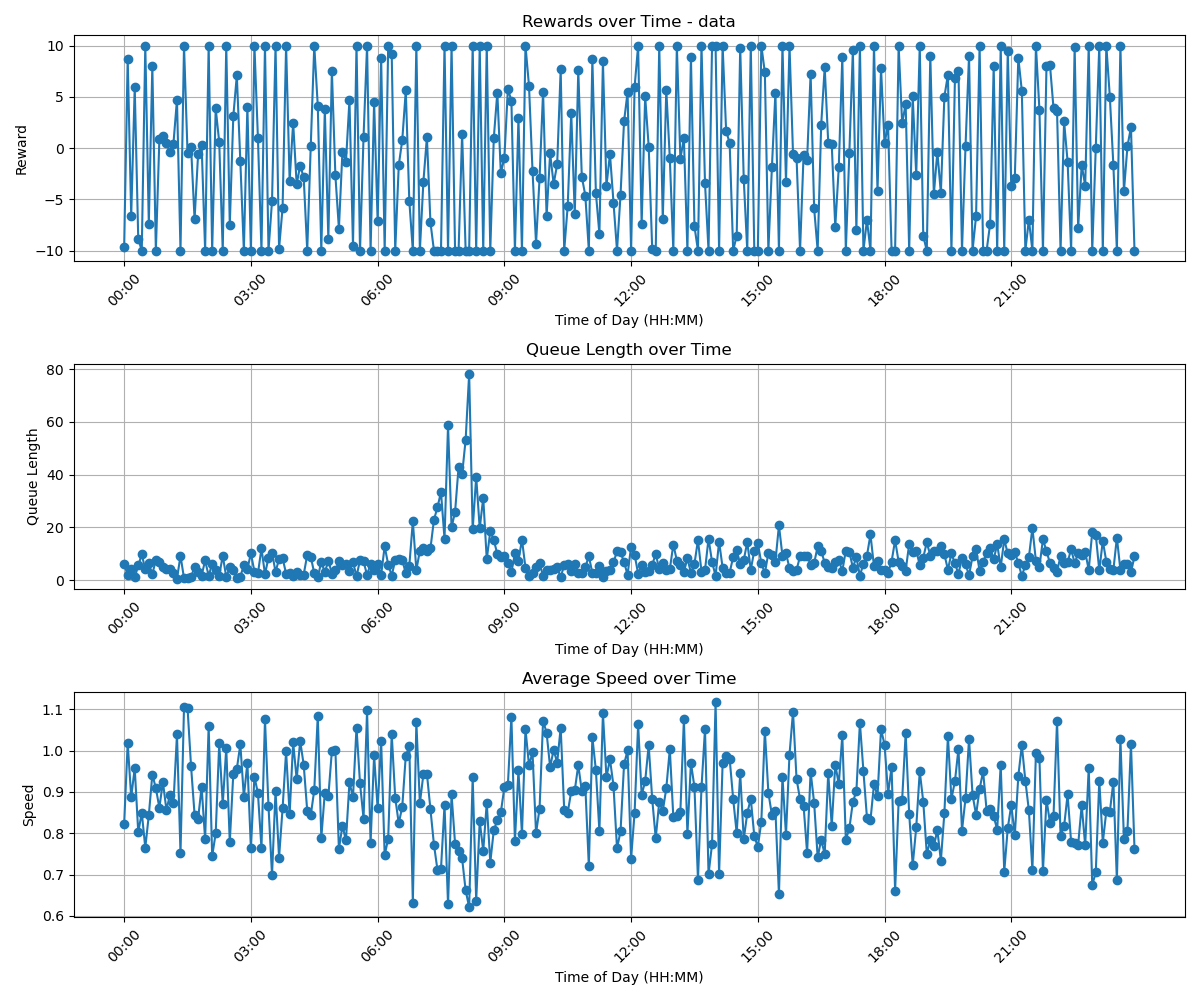 Rewards over Time - data
Reward
10
5
0
−5
−10
00:00 03:00 06:00 09:00 12:00 15:00 18:00 21:00
Time of Day (HH:MM)
Queue Length over Time
Queue Length
80
60
40
20
0
00:00 03:00 06:00 09:00 12:00 15:00 18:00 21:00
Time of Day (HH:MM)
Average Speed over Time
Speed
1.1
1.0
0.9
0.8
0.7
0.6
00:00 03:00 06:00 09:00 12:00 15:00 18:00 21:00
Time of Day (HH:MM)